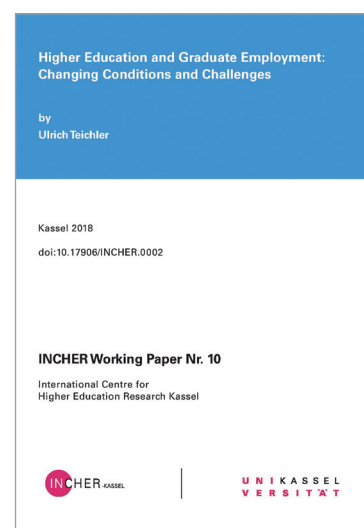 Higher Education and Graduate Employment:
Changing Conditions and Challenges
by
Ulrich Teichler
Kassel 2018
doi:10.17906/INCHER.0002
INCHER Working Paper Nr. 10
International Centre for
Higher Education Research Kassel
INCHER-KASSEL
UNIKASSEL
VERSITÄT